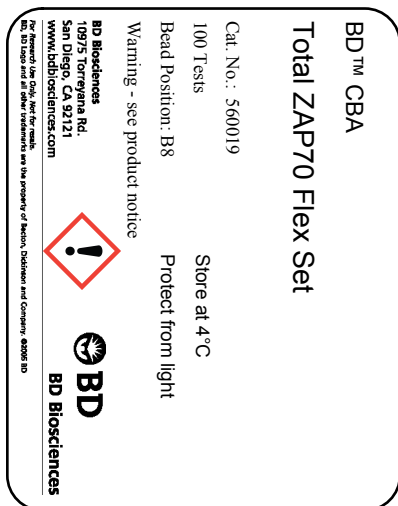 BD™ CBA
Total ZAP70 Flex Set
Cat. No.: 560019
100 Tests Store at 4°C
Bead Position: B8 Protect from light
Warning - see product notice
BD Biosciences
10975 Torreyana Rd.
San Diego, CA 92121
www.bdbiosciences.com
BD
BD Biosciences
For Research Use Only. Not for resale.
BD, BD Logo and all other trademarks are the property of Becton, Dickinson and Company. ©2005 BD